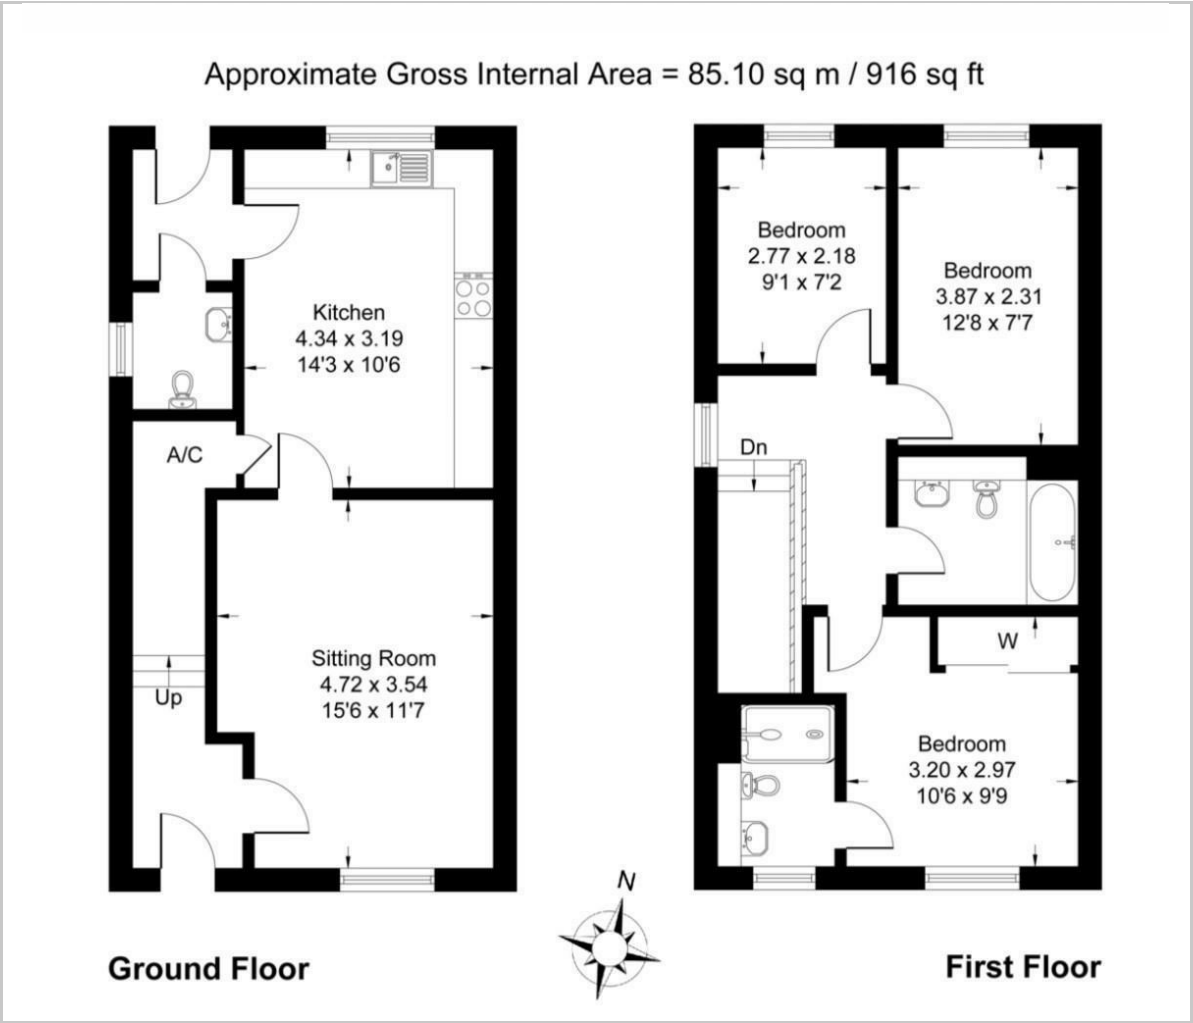 Approximate Gross Internal Area = 85.10 sq m / 916 sq ft
Kitchen
4.34 x 3.19
14'3 x 10'6
A/C
Sitting Room
4.72 x 3.54
15'6 x 11'7
Up
Bedroom
2.77 x 2.18
9'1 x 7'2
Bedroom
3.87 x 2.31
12'8 x 7'7
Dn
W
Bedroom
3.20 x 2.97
10'6 x 9'9
N
Ground Floor
First Floor